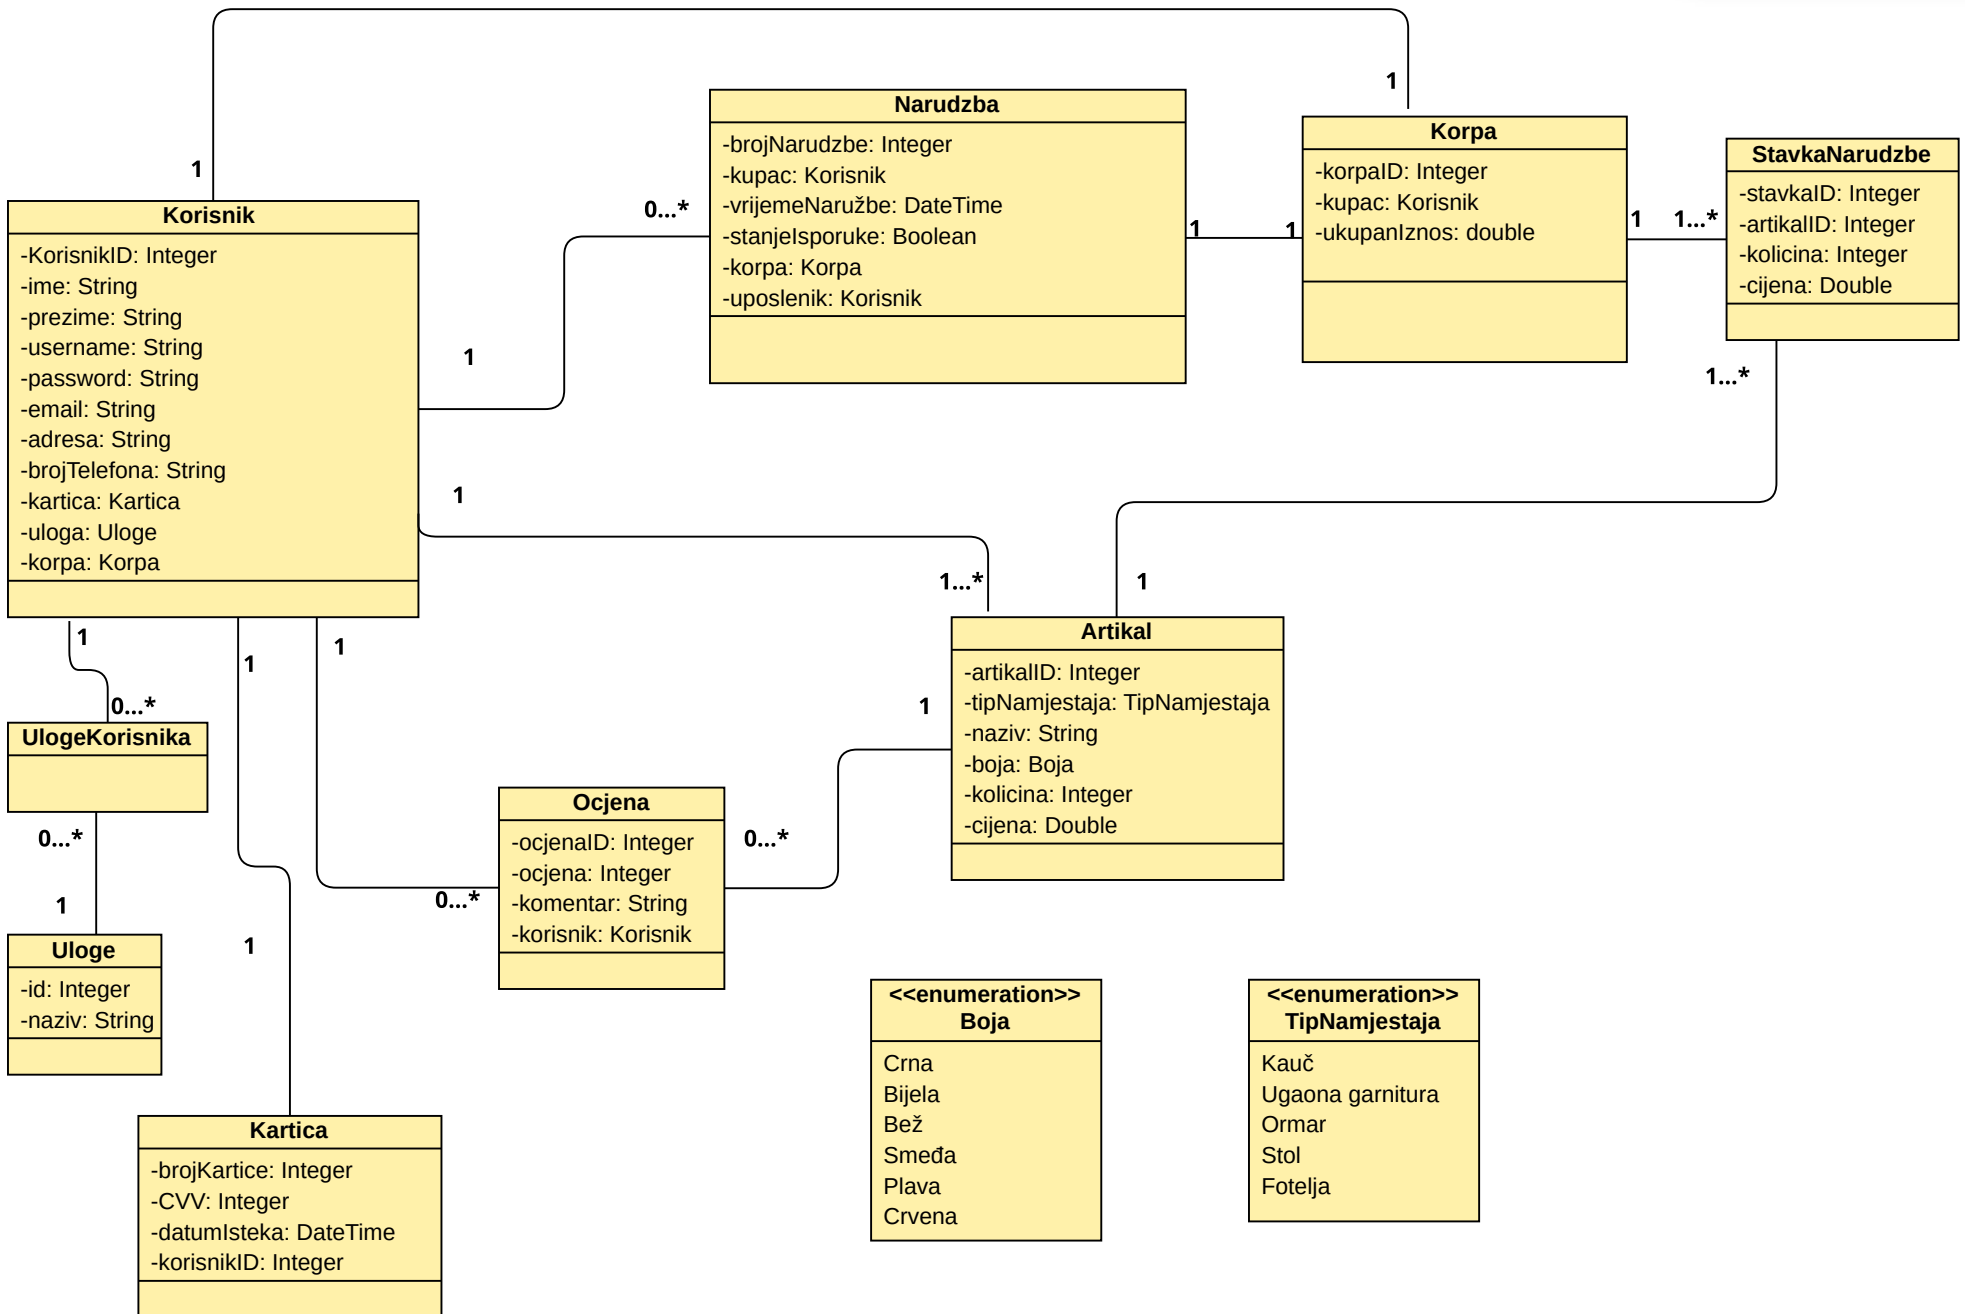 1
1
Narudzba
-brojNarudzbe: Integer
-kupac: Korisnik
-vrijemeNaružbe: DateTime
-stanjeIsporuke: Boolean
-korpa: Korpa
-uposlenik: Korisnik
Korpa
-korpaID: Integer
-kupac: Korisnik
-ukupanIznos: double
StavkaNarudzbe
-stavkaID: Integer
-artikalID: Integer
-kolicina: Integer
-cijena: Double
0...*
1
1
1
1...*
1...*
Korisnik
-KorisnikID: Integer
-ime: String
-prezime: String
-username: String
-password: String
-email: String
-adresa: String
-brojTelefona: String
-kartica: Kartica
-uloga: Uloge
-korpa: Korpa
1
1
1...*
1
1
1
1
0...*
UlogeKorisnika
0...*
1
Uloge
-id: Integer
-naziv: String
1
Kartica
-brojKartice: Integer
-CVV: Integer
-datumIsteka: DateTime
-korisnikID: Integer
0...*
Ocjena
-ocjenaID: Integer
-ocjena: Integer
-komentar: String
-korisnik: Korisnik
0...*
1
Artikal
-artikalID: Integer
-tipNamjestaja: TipNamjestaja
-naziv: String
-boja: Boja
-kolicina: Integer
-cijena: Double
<<enumeration>>
Boja
Crna
Bijela
Bež
Smeđa
Plava
Crvena
<<enumeration>>
TipNamjestaja
Kauč
Ugaona garnitura
Ormar
Stol
Fotelja